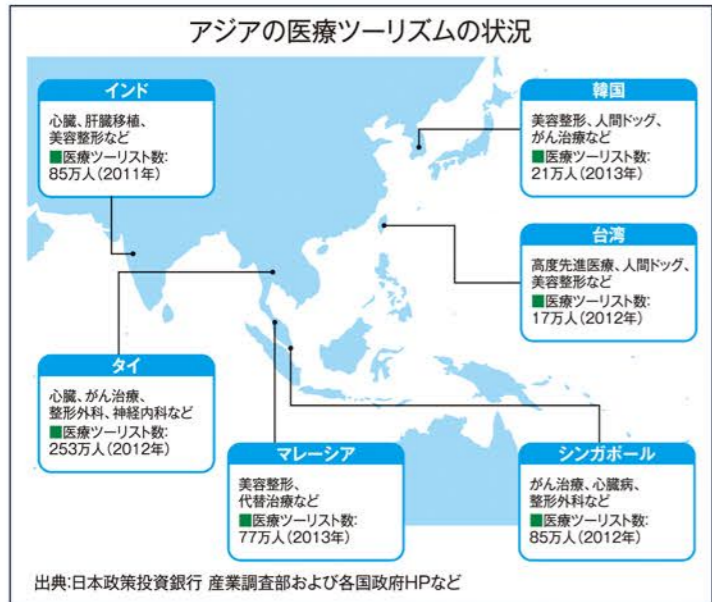 アジアの医療ツーリズムの状況
インド
心臓、肝臓移植、
美容整形など
■医療ツーリスト数:
85万人(2011年)
韓国
美容整形、人間ドッグ、
がん治療など
■医療ツーリスト数:
21万人(2013年)
台湾
高度先進医療、人間ドッグ、
美容整形など
■医療ツーリスト数:
17万人(2012年)
タイ
心臓、がん治療、
整形外科、神経内科など
■医療ツーリスト数:
253万人(2012年)
マレーシア
美容整形、
代替治療など
■医療ツーリスト数:
77万人(2013年)
シンガポール
がん治療、心臓病、
整形外科など
■医療ツーリスト数:
85万人(2012年)
出典:日本政策投資銀行 産業調査部および各国政府HPなど